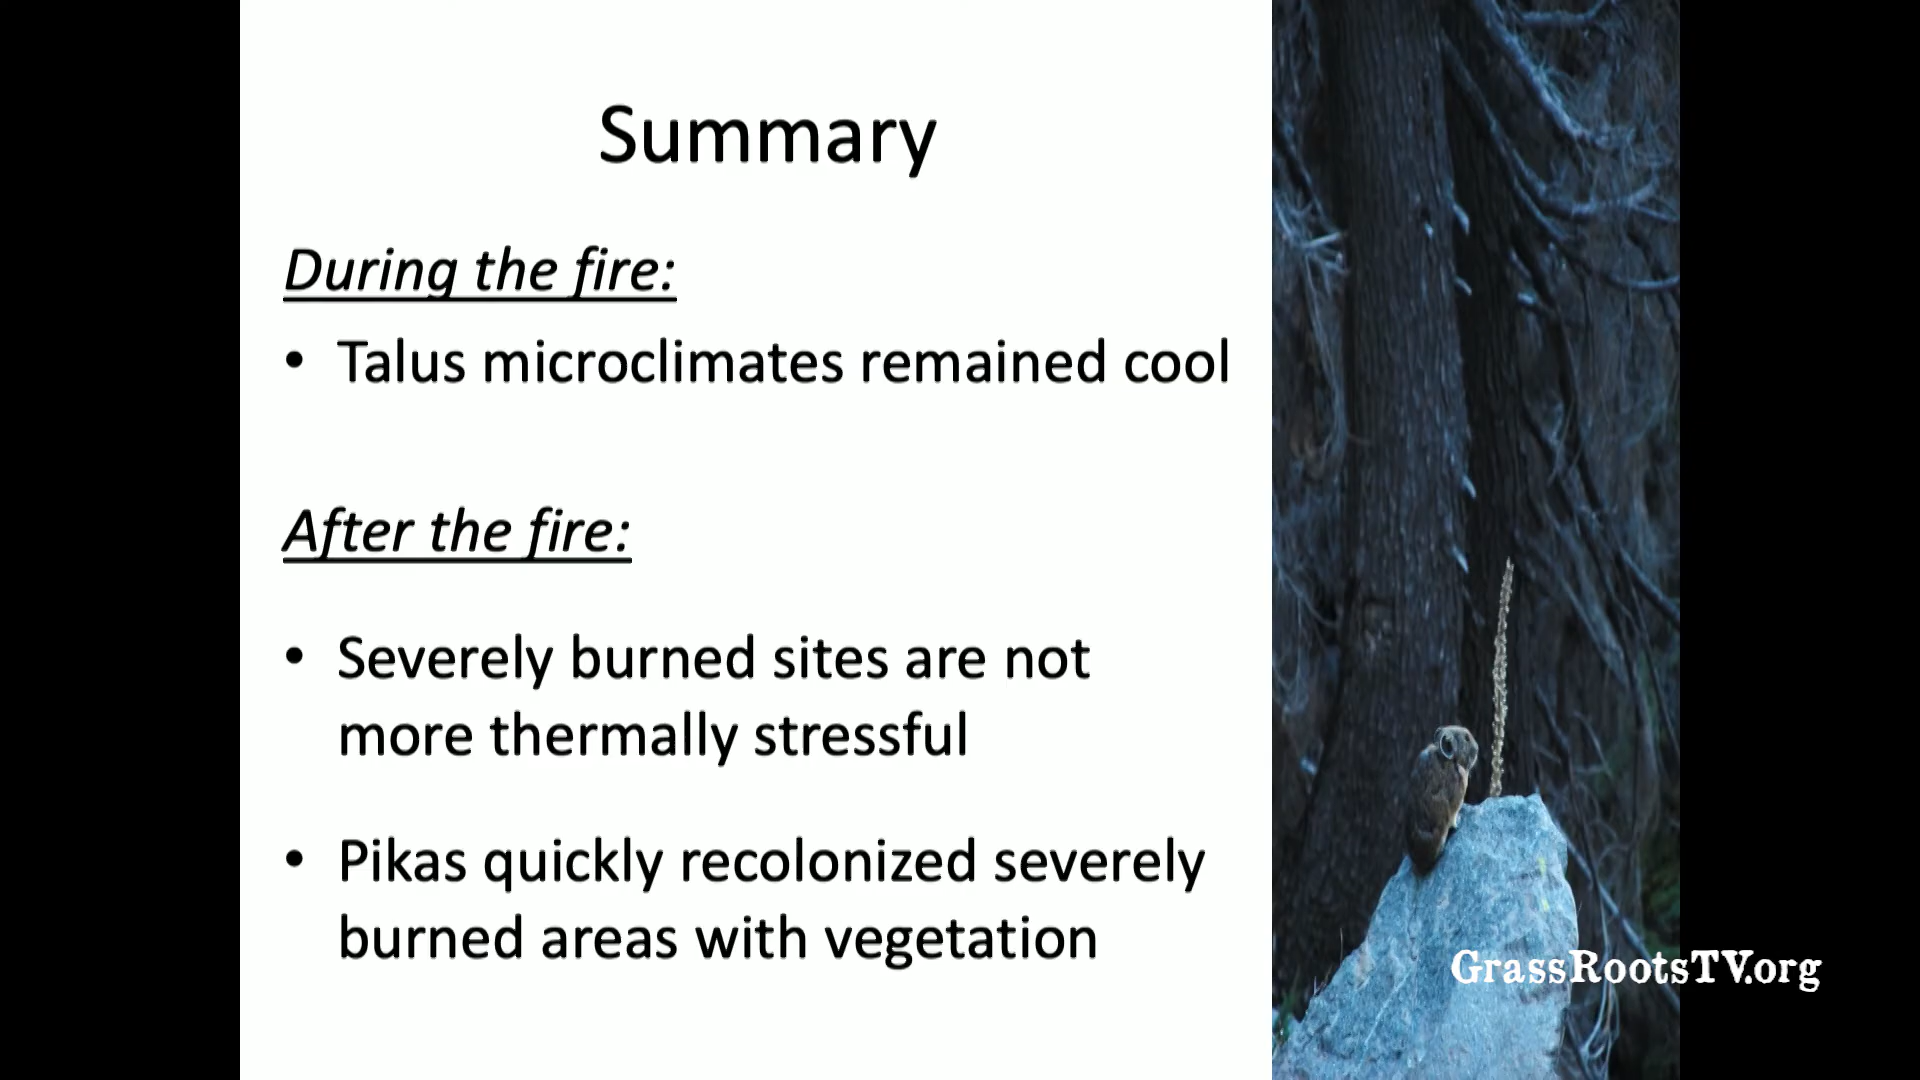 Summary
During the fire:
• Talus microclimates remained cool
After the fire:
• Severely burned sites are not
more thermally stressful
• Pikas quickly recolonized severely
burned areas with vegetation
GrassRootsTV.org